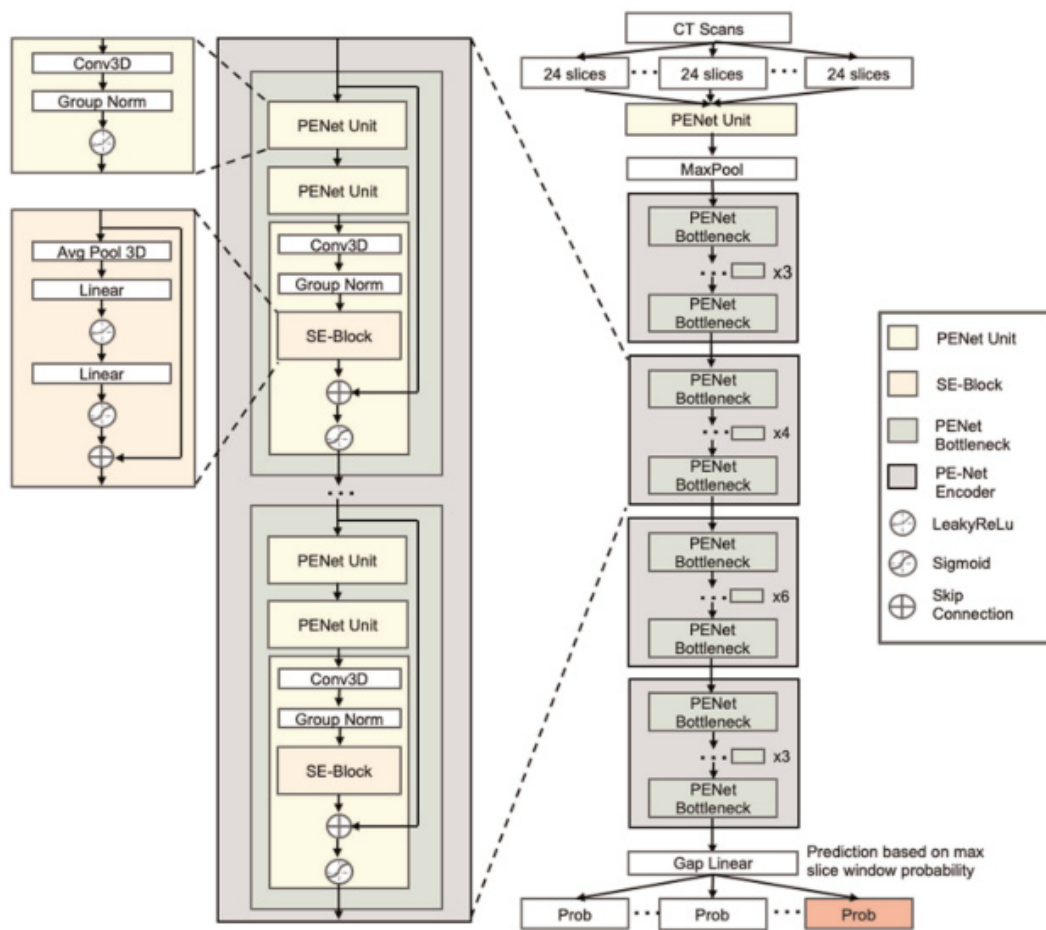 Conv3D
Group Norm
Avg Pool 3D
Linear
Linear
PENet Unit
PENet Unit
Conv3D
Group Norm
SE-Block
...
PENet Unit
PENet Unit
Conv3D
Group Norm
SE-Block
CT Scans
24 slices ... 24 slices ... 24 slices
PENet Unit
MaxPool
PENet
Bottleneck
... x3
PENet
Bottleneck
PENet
Bottleneck
... x4
PENet
Bottleneck
PENet
Bottleneck
... x6
PENet
Bottleneck
PENet
Bottleneck
... x3
PENet
Bottleneck
Gap Linear
Prediction based on max
slice window probability
Prob ... Prob ... Prob
PENet Unit
SE-Block
PENet
Bottleneck
PE-Net
Encoder
LeakyReLu
Sigmoid
Skip
Connection